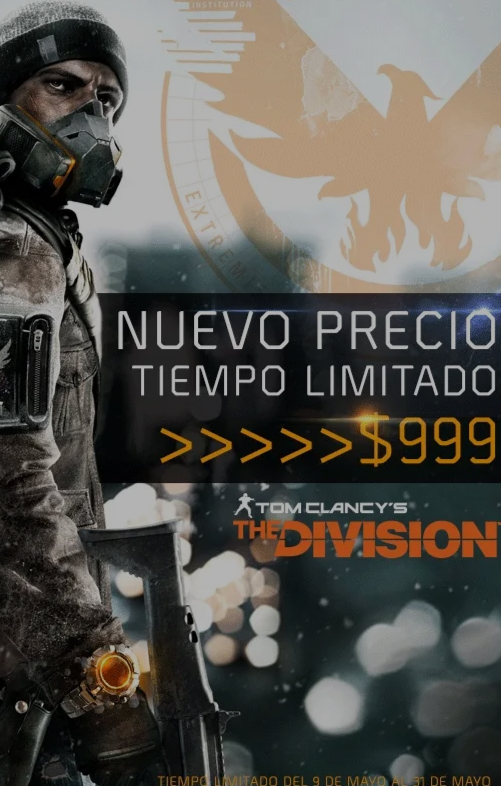 INSTITUTION
NUEVO PRECIO
TIEMPO LIMITADO
>>>>>$999
TOM CLANCY'S
THE DIVISION
TIEMPO LIMITADO DEL 9 DE MAYO AL 31 DE MAYO